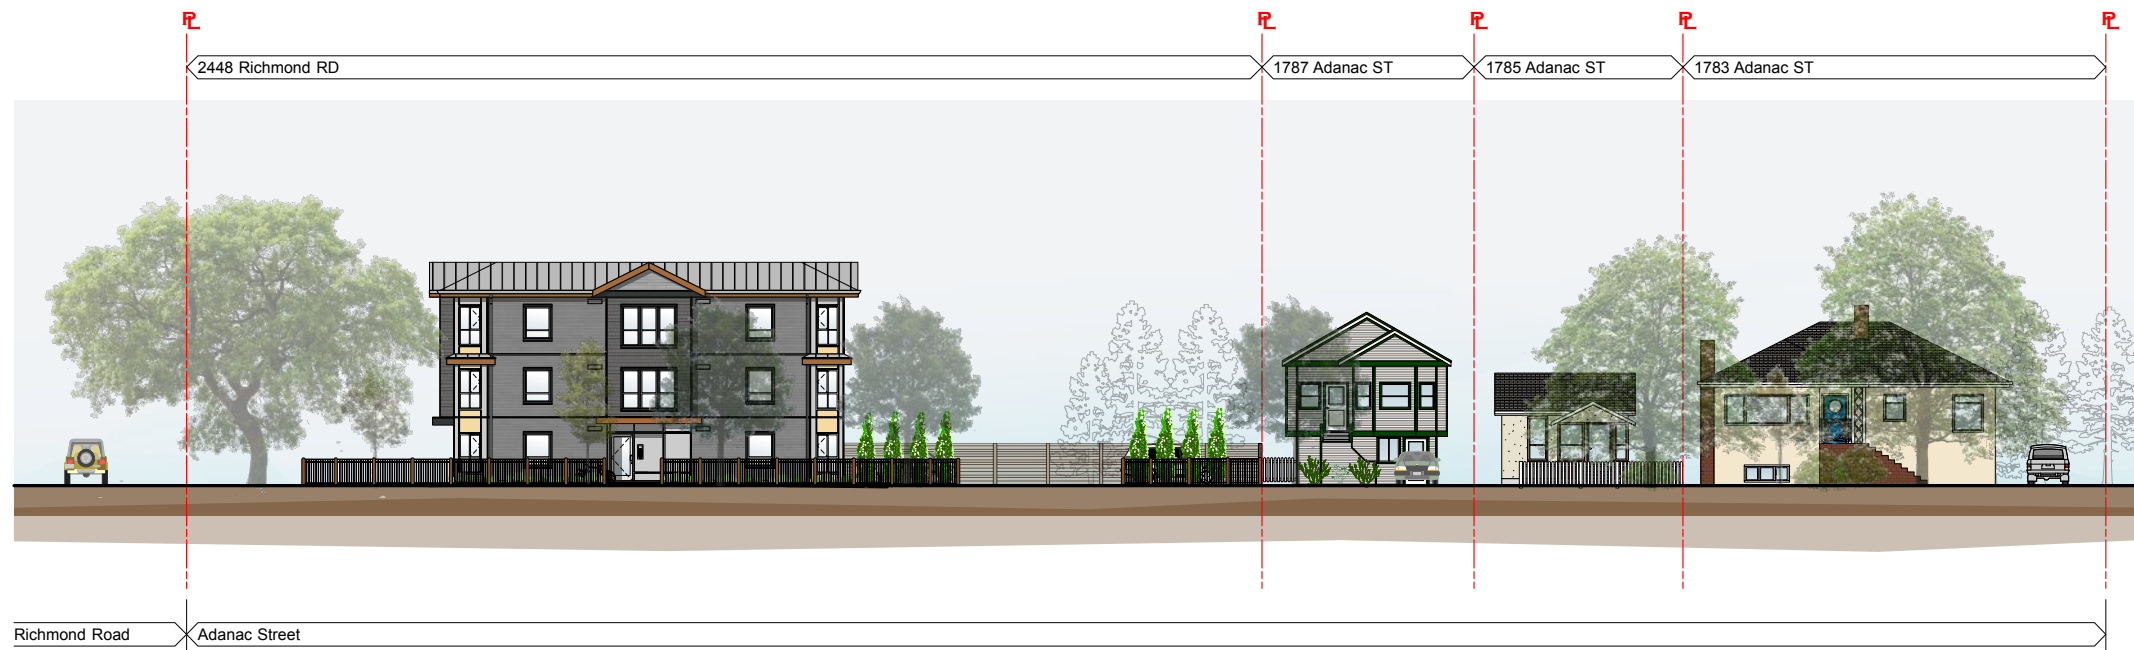 PL PL PL PL PL
2448 Richmond RD 1787 Adanac ST 1785 Adanac ST 1783 Adanac ST
Richmond Road Adanac Street